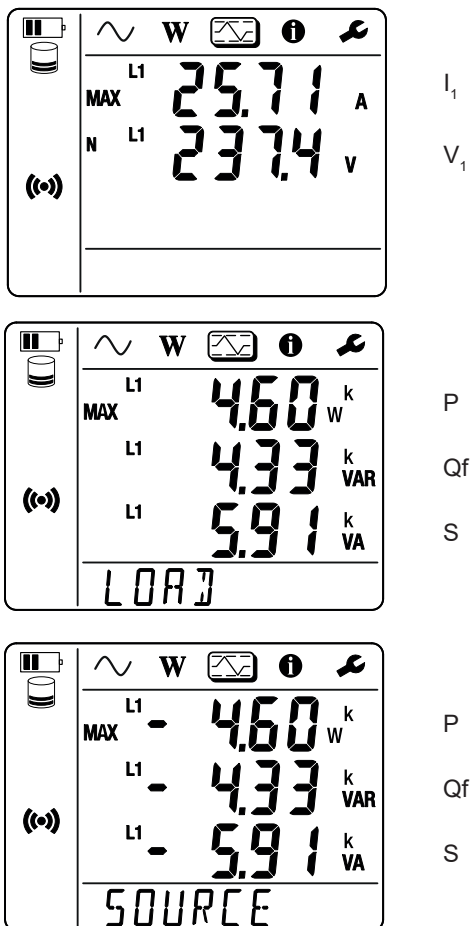 W
L1
MAX 25.71 A I1
N L1 237.4 V V1
W
L1
MAX 4.60 k W P
L1 4.33 k VAR Qf
L1 5.91 k VA S
LOAD
W
L1
MAX - 4.60 k W P
L1 - 4.33 k VAR Qf
L1 - 5.91 k VA S
SOURCE